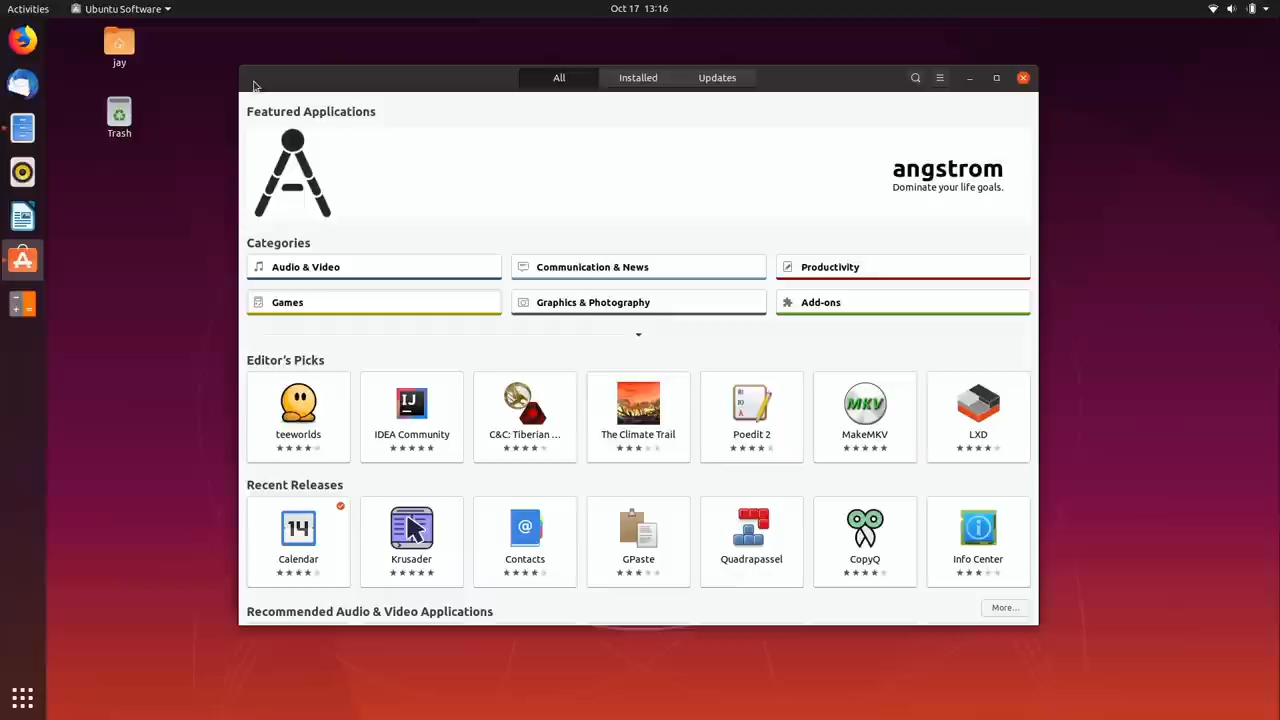 Activities
Ubuntu Software
Oct 17 13:16
jay
Trash
All
Installed
Updates
Featured Applications
angstrom
Dominate your life goals.
Categories
Audio & Video
Communication & News
Productivity
Games
Graphics & Photography
Add-ons
Editor’s Picks
teeworlds
IDEA Community
C&C: Tiberian ...
The Climate Trail
Poedit 2
MakeMKV
LXD
Recent Releases
Calendar
Krusader
Contacts
GPaste
Quadrapassel
CopyQ
Info Center
Recommended Audio & Video Applications
More...
IJ
MKV
14
@